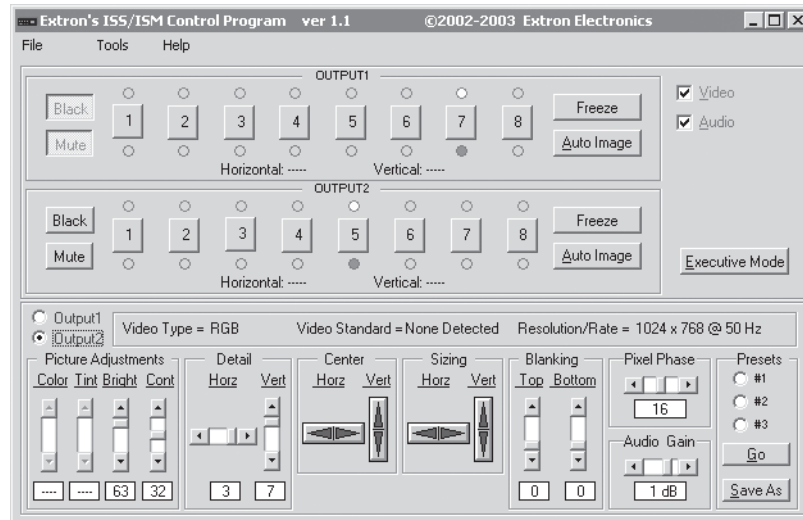 Extron's ISS/ISM Control Program ver 1.1 ©2002-2003 Extron Electronics
File Tools Help
OUTPUT1
Black 1 2 3 4 5 6 7 8 Freeze
Mute Auto Image
Horizontal: ----- Vertical: -----
Video
Audio
OUTPUT2
Black 1 2 3 4 5 6 7 8 Freeze
Mute Auto Image
Horizontal: ----- Vertical: -----
Executive Mode
Output1
Output2
Video Type = RGB Video Standard = None Detected Resolution/Rate = 1024 x 768 @ 50 Hz
Picture Adjustments
Color Tint Bright Cont
---- ---- 63 32
Detail
Horz Vert
3 7
Center
Horz Vert
Sizing
Horz Vert
Blanking
Top Bottom
0 0
Pixel Phase
16
Audio Gain
1 dB
Presets
#1
#2
#3
Go
Save As